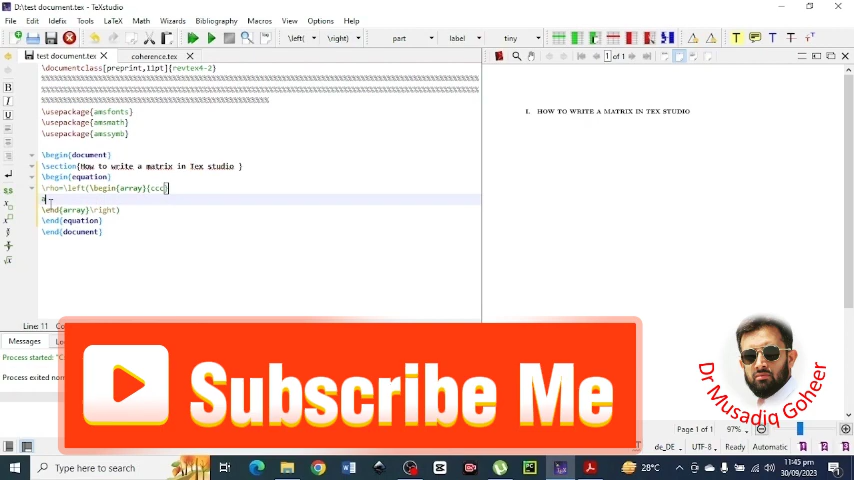 D:\test document.tex - TeXstudio
File Edit Idefix Tools LaTeX Math Wizards Bibliography Macros View Options Help
\left( \right) part label tiny
test document.tex coherence.tex
1 of 1
\documentclass[preprint,11pt]{revtex4-2}
%%%%%%%%%%%%%%%%%%%%%%%%%%%%%%%%%%%%%%%%%%%%%%%%%%%%%%%%%%%%%%%%%%%%%%%%%%%%%%%%%%%%%%%%%%%%%%%%
%%%%%%%%%%%%%%%%%%%%%%%%%%%%%%%%%%%%%%%%%%%%%%%%%%%%%%%%%%%%%%%%%%%%%%%%%%%%%%%%%%%%%%%%%%%%%%%%
%%%%%%%%%%%%%%%%%%%%%%%%%%%%%%%%%%%%%%%%%%%%%%%%%
\usepackage{amsfonts}
\usepackage{amsmath}
\usepackage{amssymb}
\begin{document}
\section{How to write a matrix in Tex studio }
\begin{equation}
\rho=\left(\begin{array}{ccc}
a
\end{array}\right)
\end{equation}
\end{document}
I. HOW TO WRITE A MATRIX IN TEX STUDIO
Line: 11
Messages
Process started:
Process exited
Subscribe Me
Dr Musadiq Goheer
Page 1 of 1 97%
de_DE UTF-8 Ready Automatic
Type here to search
28°C
11:45 pm
30/09/2023